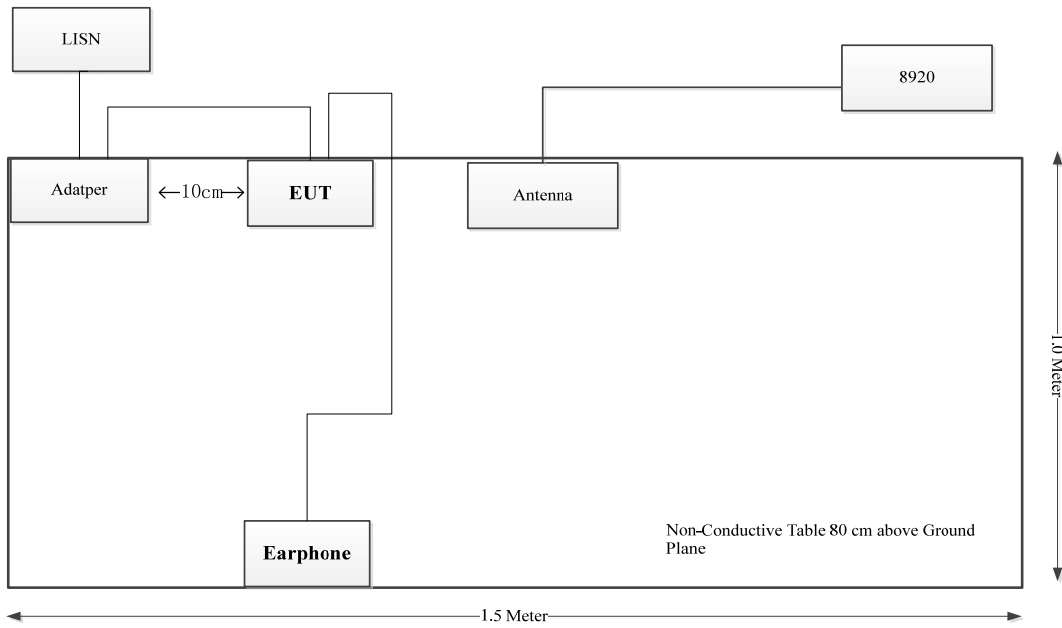 LISN
8920
Adatper
10cm
EUT
Antenna
1.0 Meter
Non-Conductive Table 80 cm above Ground
Plane
Earphone
1.5 Meter